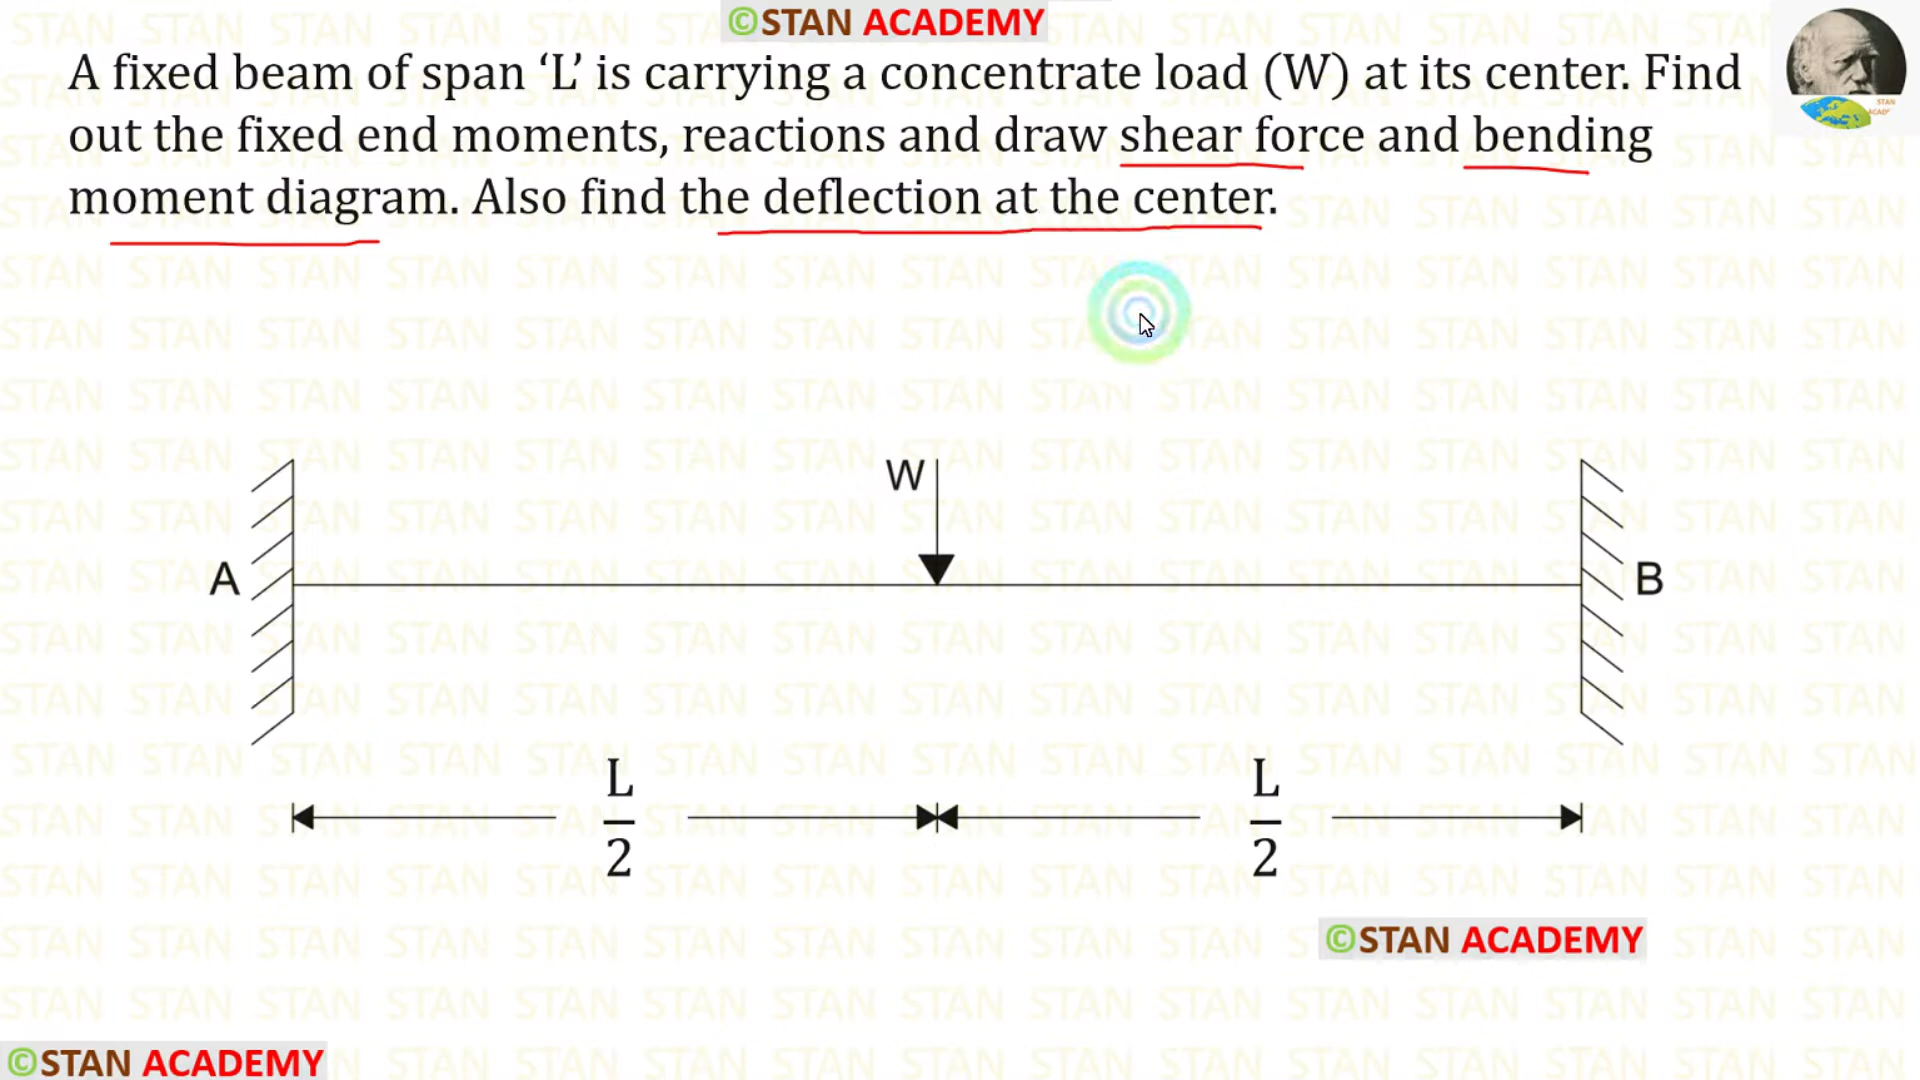 ©STAN ACADEMY
A fixed beam of span ‘L’ is carrying a concentrate load (W) at its center. Find
out the fixed end moments, reactions and draw shear force and bending
moment diagram. Also find the deflection at the center.
STAN
ACADʼ
W
A
B
L
2
L
2
©STAN ACADEMY
©STAN ACADEMY